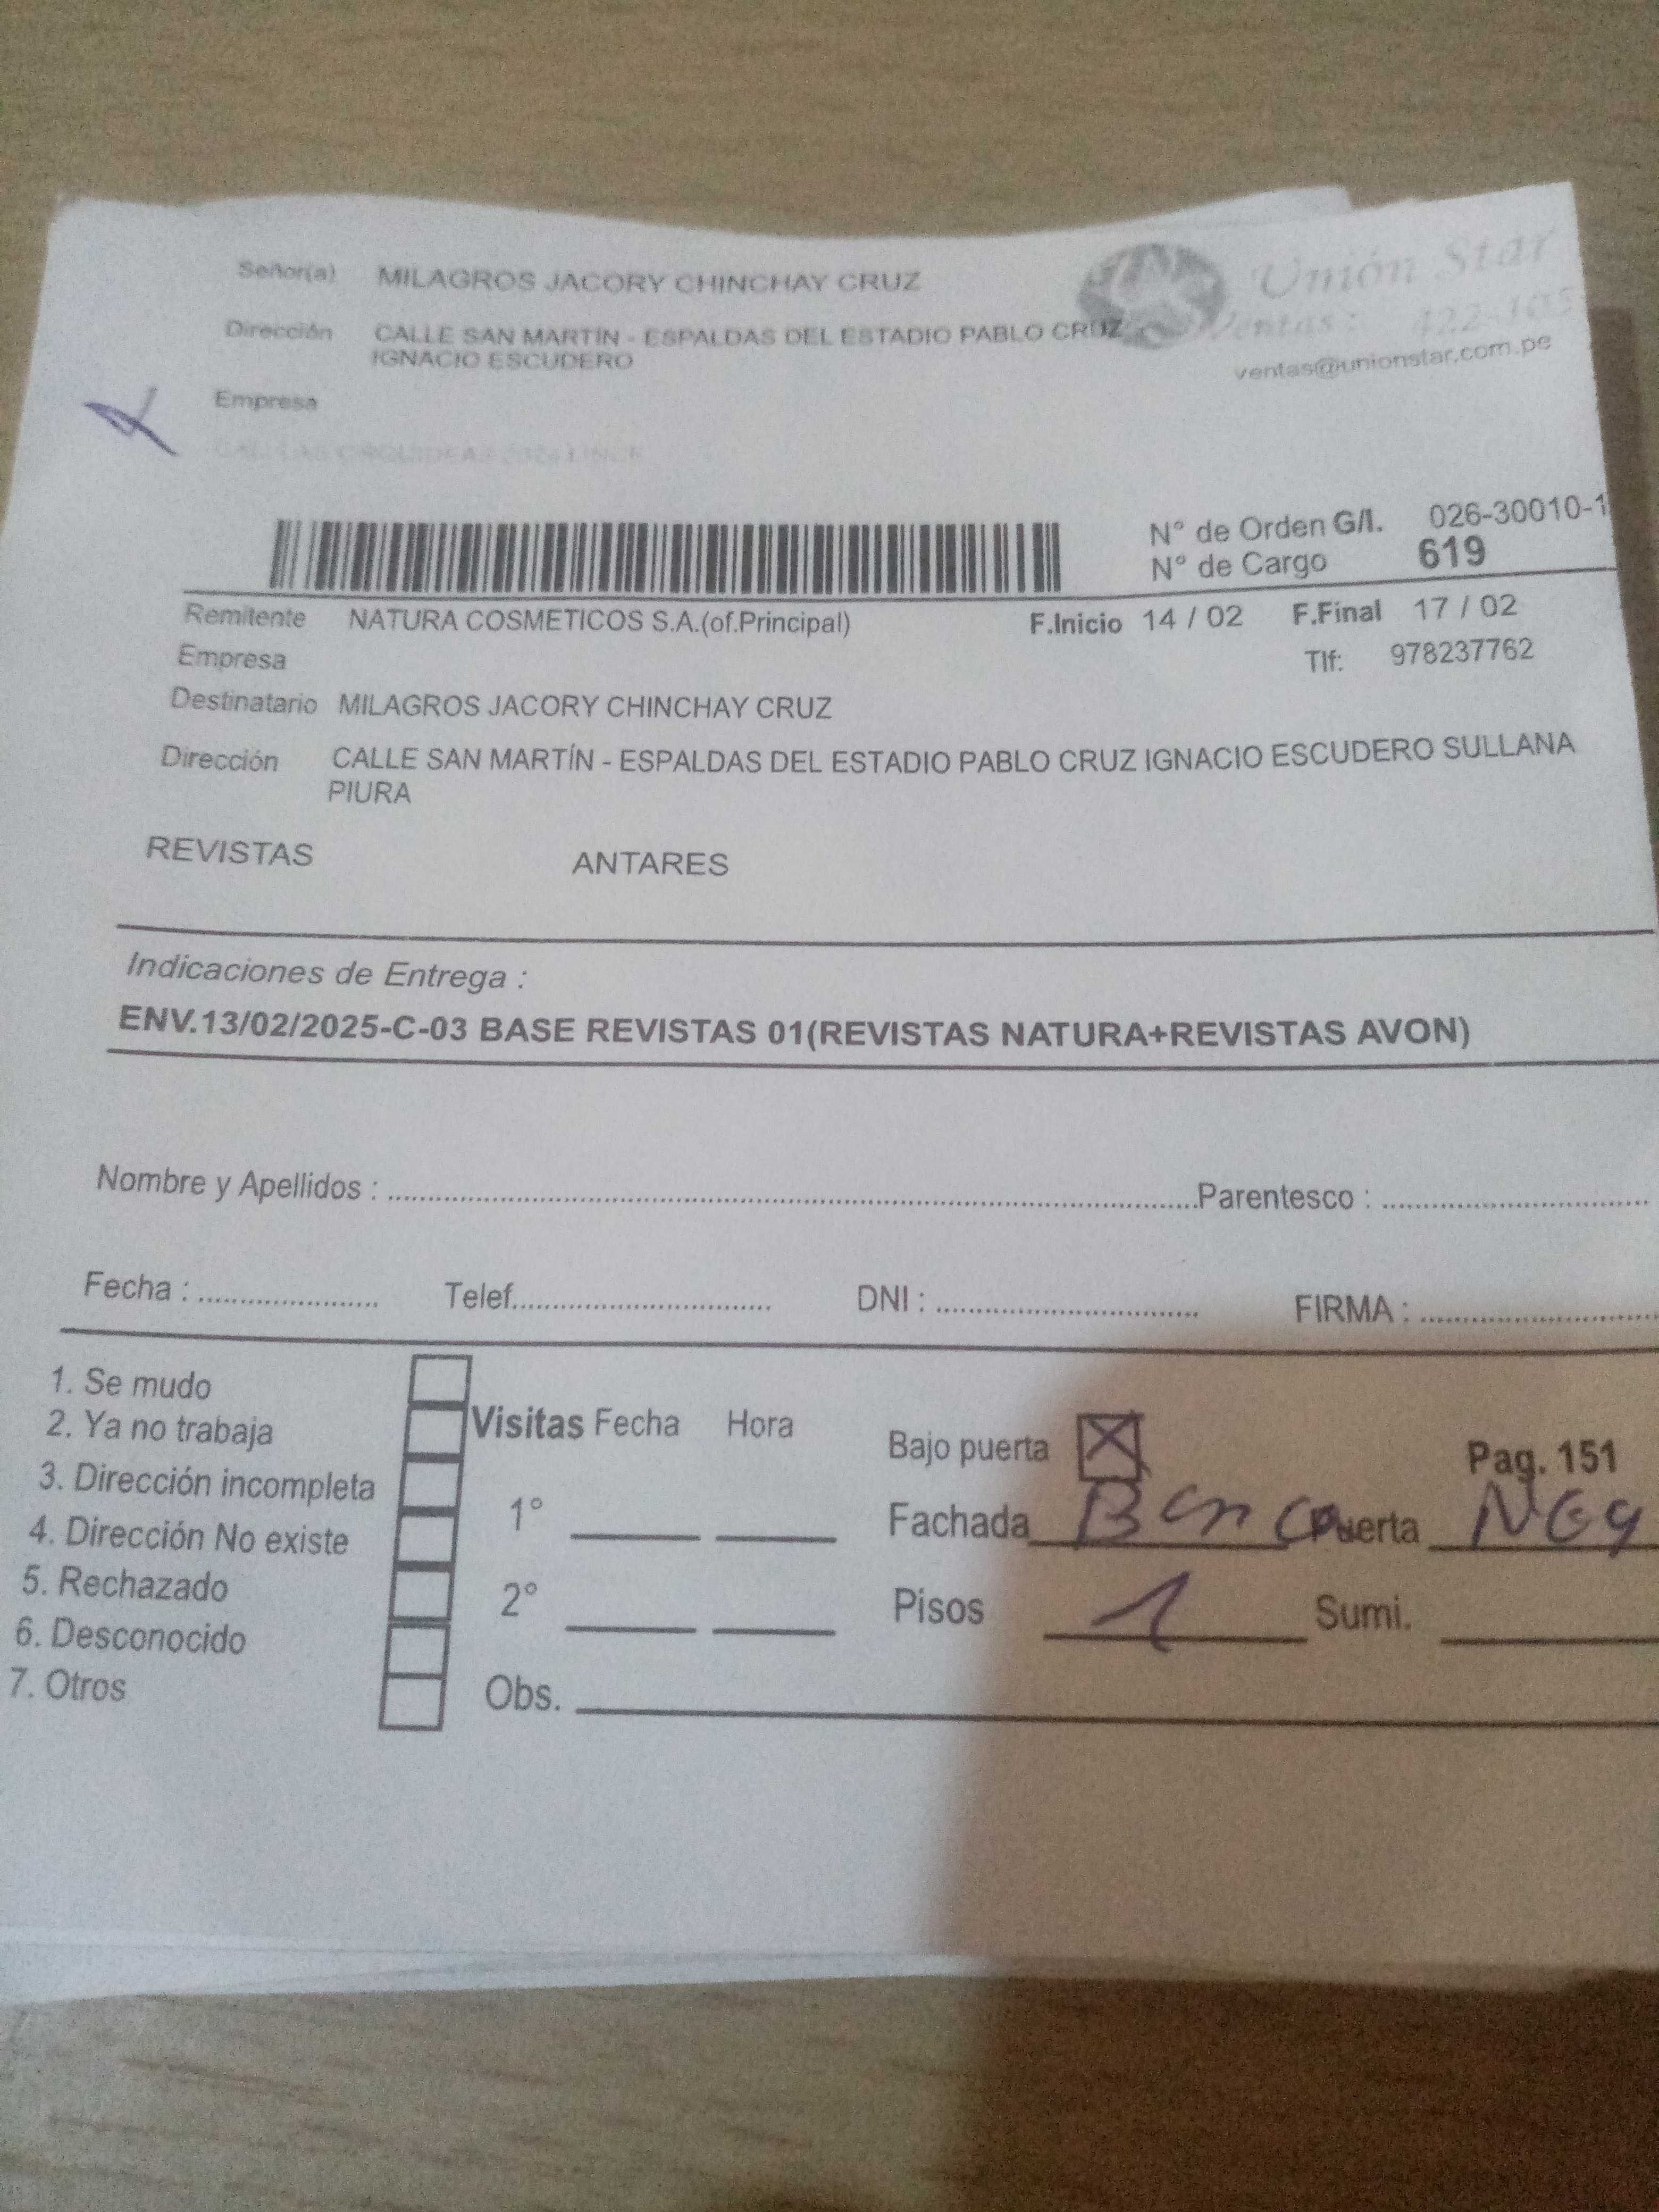 Señor(a) MILAGROS JACORY CHINCHAY CRUZ
Unión Star
Dirección CALLE SAN MARTÍN - ESPALDAS DEL ESTADIO PABLO CRUZ
IGNACIO ESCUDERO
Ventas:
ventas@unionstar.com.pe
Empresa
N° de Orden G/I. 026-30010-1
N° de Cargo 619
Remitente NATURA COSMETICOS S.A.(of.Principal) F.Inicio 14 / 02 F.Final 17 / 02
Empresa Tlf: 978237762
Destinatario MILAGROS JACORY CHINCHAY CRUZ
Dirección CALLE SAN MARTÍN - ESPALDAS DEL ESTADIO PABLO CRUZ IGNACIO ESCUDERO SULLANA
PIURA
REVISTAS ANTARES
Indicaciones de Entrega :
ENV.13/02/2025-C-03 BASE REVISTAS 01(REVISTAS NATURA+REVISTAS AVON)
Nombre y Apellidos : Parentesco :
Fecha : Telef. DNI : FIRMA :
1. Se mudo
2. Ya no trabaja
3. Dirección incompleta
4. Dirección No existe
5. Rechazado
6. Desconocido
7. Otros
Visitas Fecha Hora
1°
2°
Obs.
Bajo puerta X Pag. 151
Fachada Puerta
Pisos 1 Sumi.